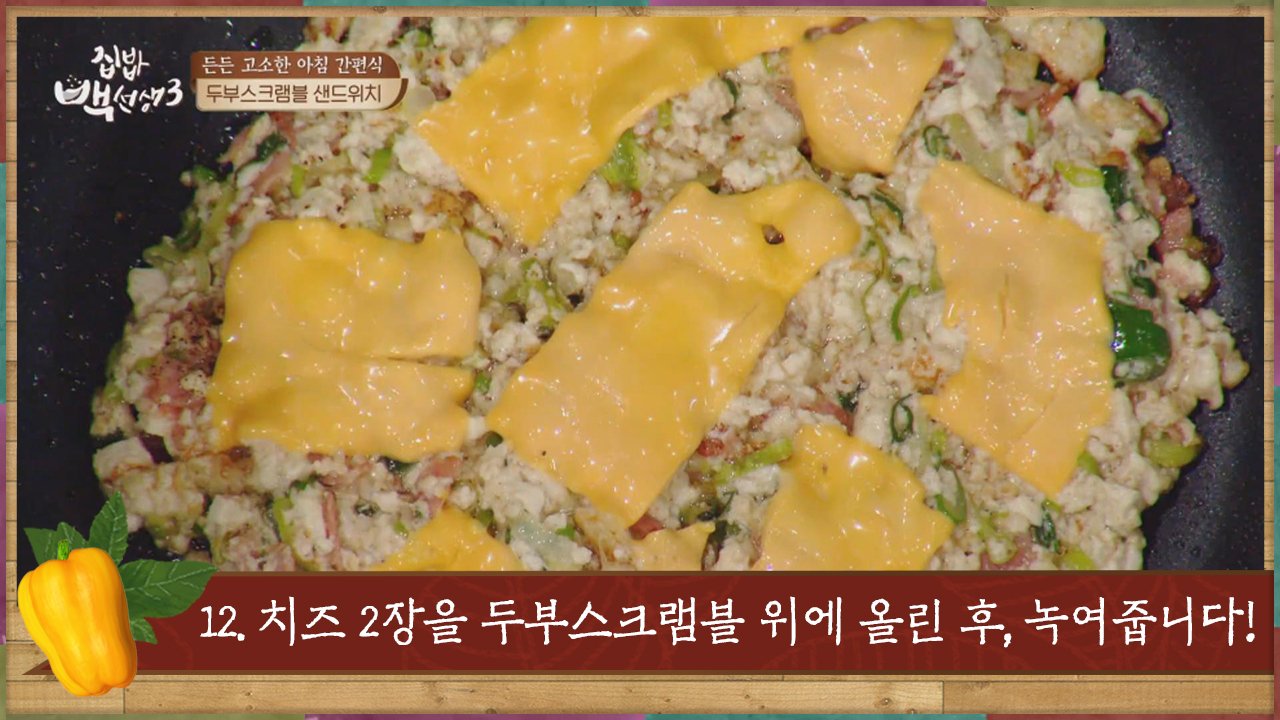 집밥
백선생3
든든 고소한 아침 간편식
두부스크램블 샌드위치
12. 치즈 2장을 두부스크램블 위에 올린 후, 녹여줍니다!